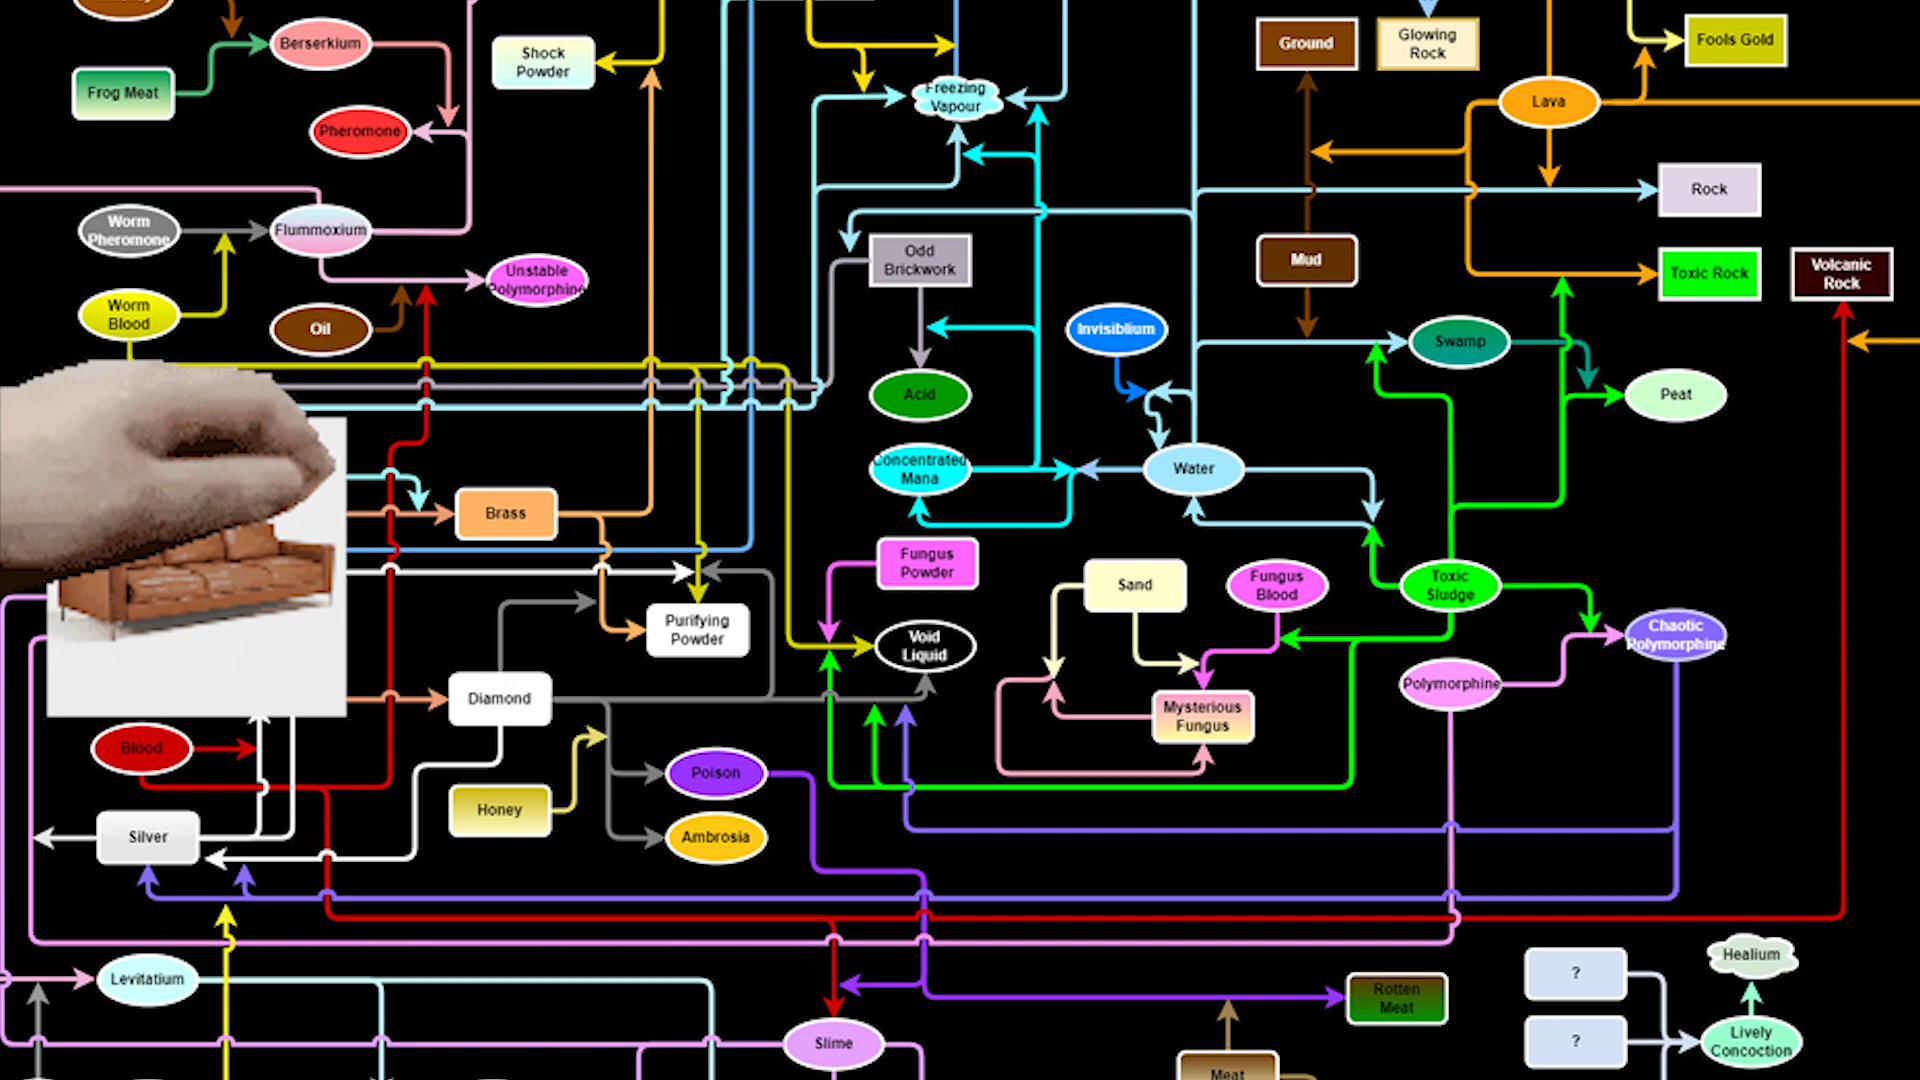 Berserkium
Frog Meat
Pheromone
Shock
Powder
Freezing
Vapour
Ground
Glowing
Rock
Fools Gold
Lava
Rock
Worm
Pheromone
Flummoxium
Unstable
Polymorphine
Worm
Blood
Oil
Odd
Brickwork
Mud
Toxic Rock
Volcanic
Rock
Invisiblium
Swamp
Acid
Peat
Concentrated
Mana
Water
Brass
Fungus
Powder
Sand
Fungus
Blood
Toxic
Sludge
Purifying
Powder
Void
Liquid
Chaotic
Polymorphine
Polymorphine
Diamond
Mysterious
Fungus
Blood
Poison
Honey
Silver
Ambrosia
Levitatium
Rotten
Meat
?
Healium
Slime
?
Lively
Concoction
Meat